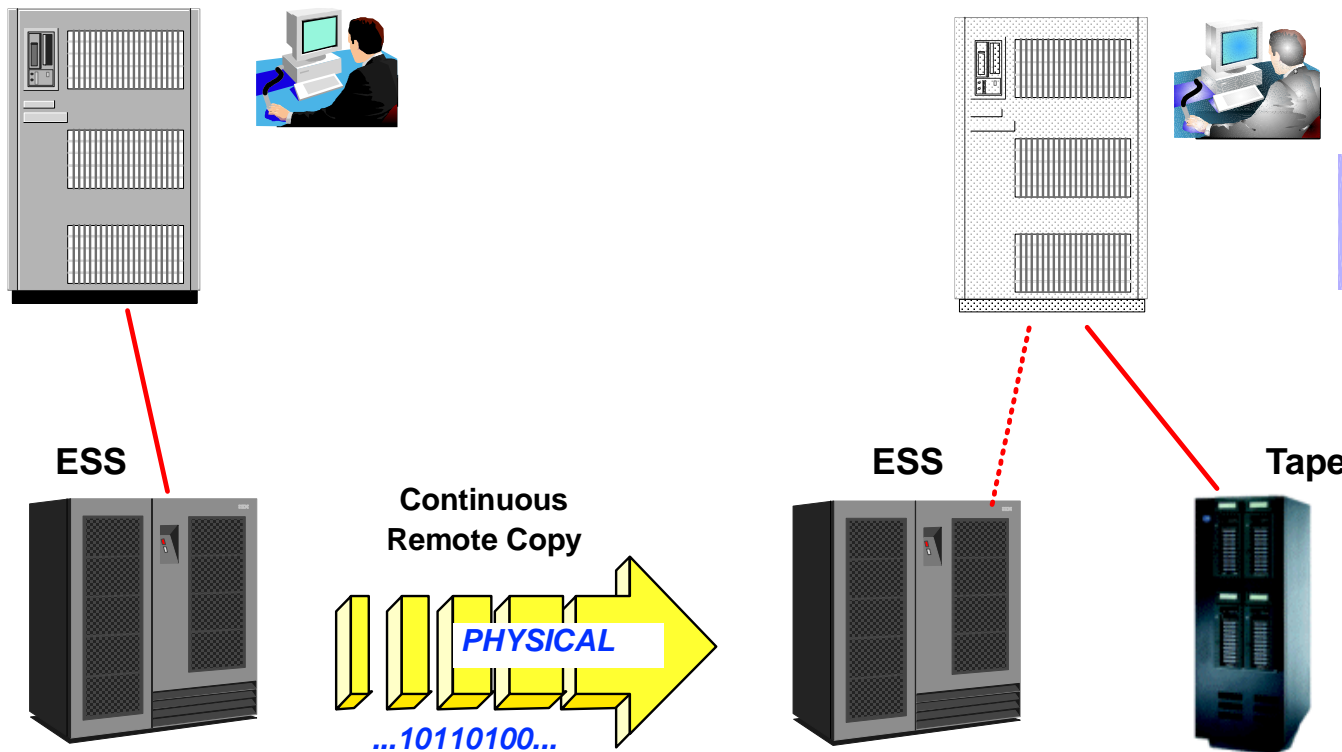 ESS
Continuous
Remote Copy
PHYSICAL
...10110100...
ESS
Tape